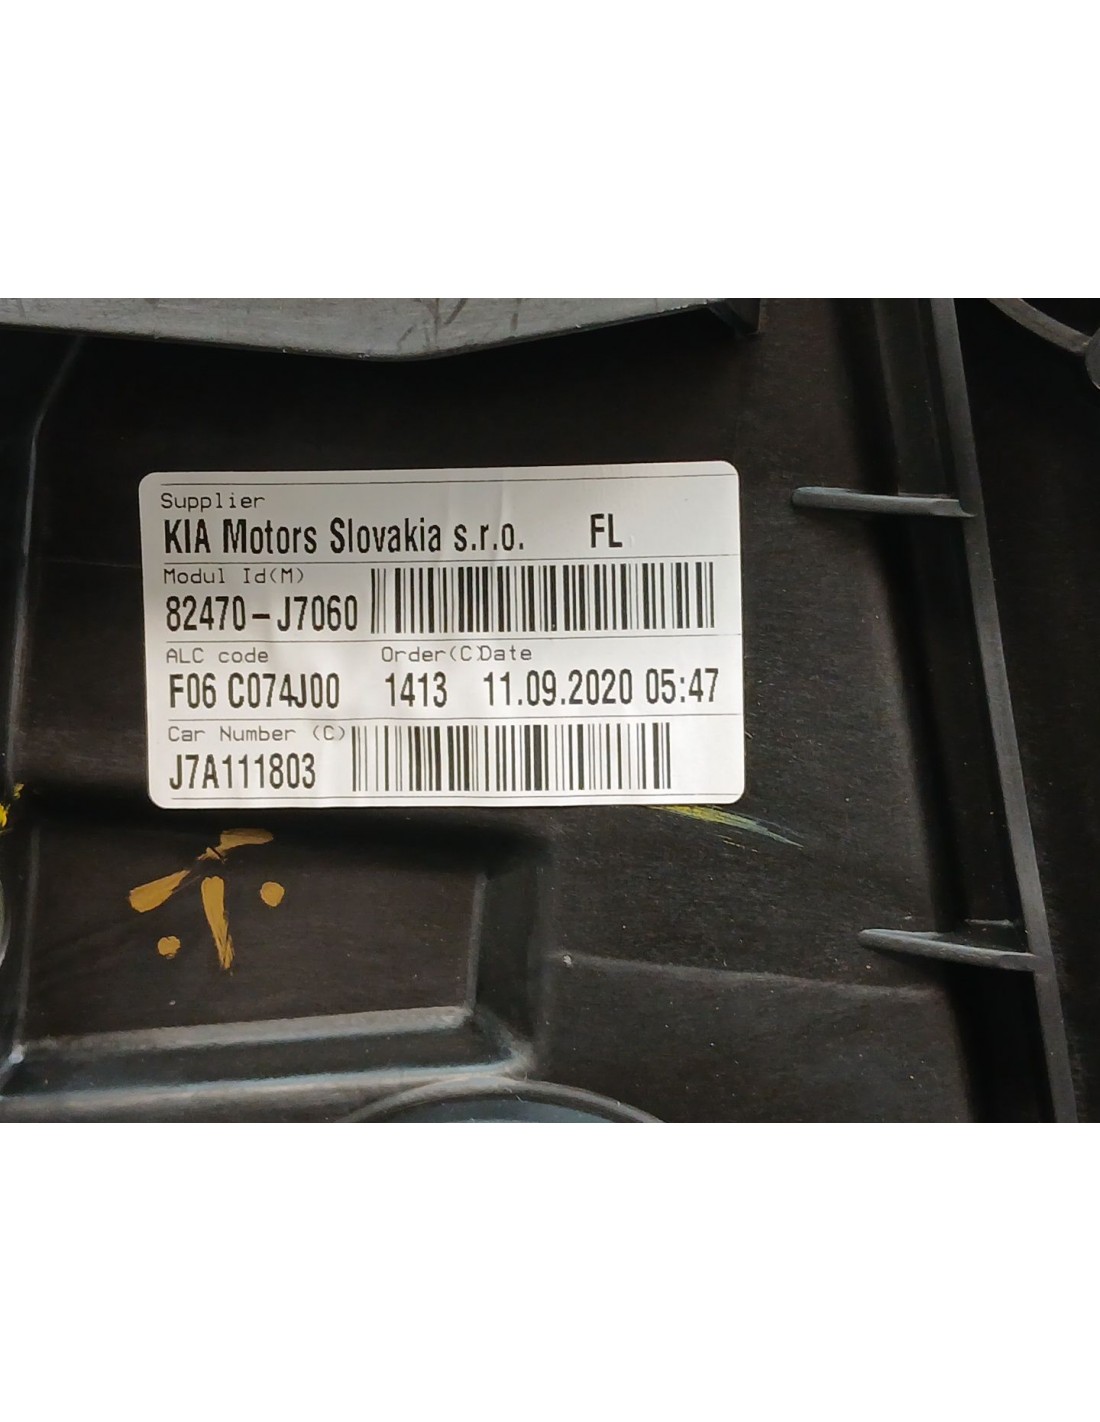 Supplier
KIA Motors Slovakia s.r.o. FL
Modul Id(M)
82470-J7060
ALC code Order(C)Date
F06 C074J00 1413 11.09.2020 05:47
Car Number (C)
J7A111803